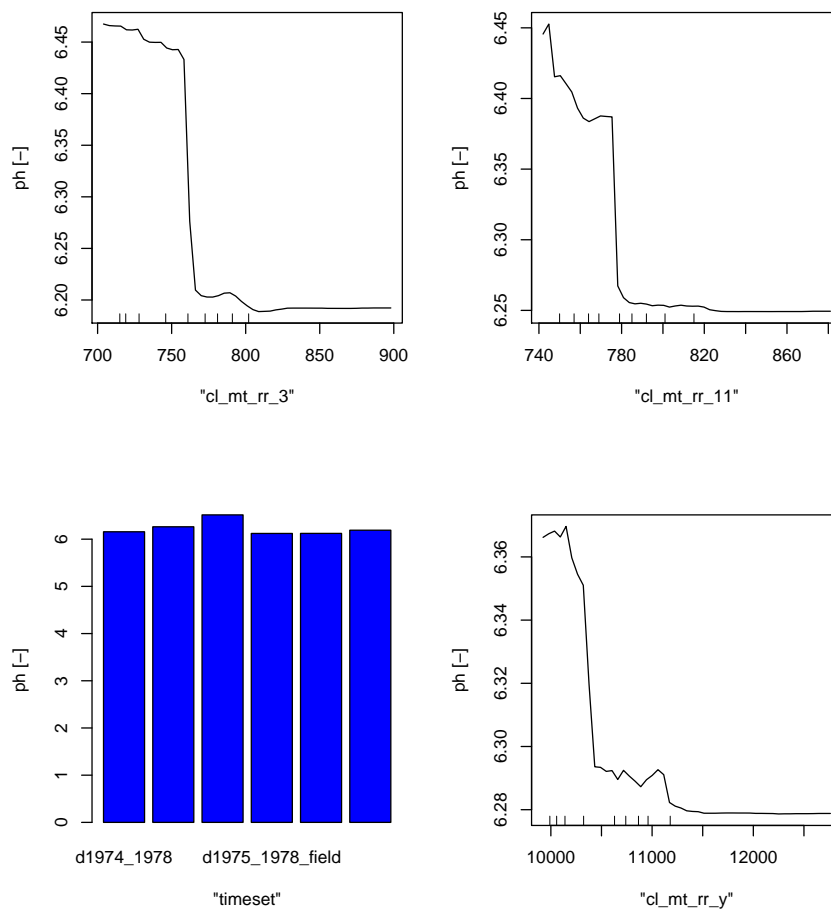 6.20 6.25 6.30 6.35 6.40 6.45
ph [−]
700 750 800 850 900
"cl_mt_rr_3"
6.25 6.30 6.35 6.40 6.45
ph [−]
740 780 820 860
"cl_mt_rr_11"
0 1 2 3 4 5 6
ph [−]
d1974_1978 d1975_1978_field
"timeset"
6.28 6.30 6.32 6.34 6.36
ph [−]
10000 11000 12000
"cl_mt_rr_y"